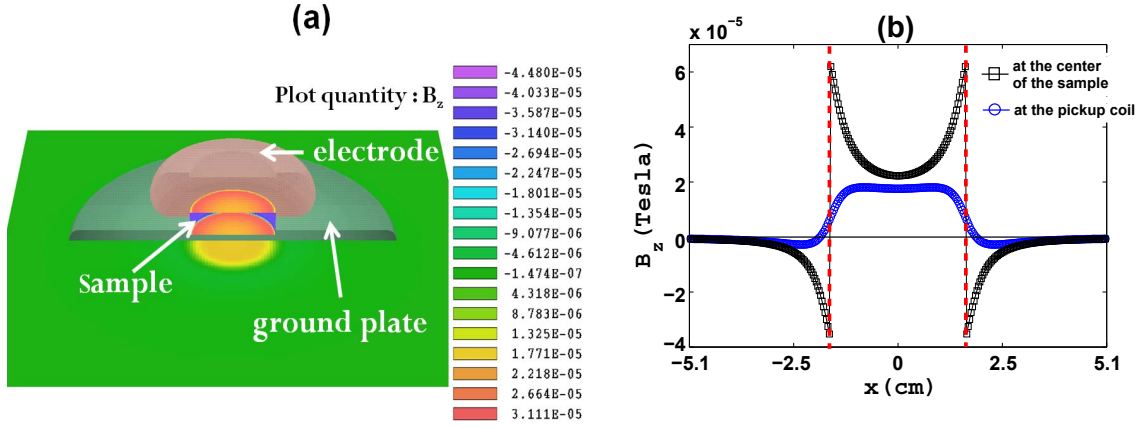 (a)
Plot quantity : Bz
electrode
Sample
ground plate
-4.480E-05
-4.033E-05
-3.587E-05
-3.140E-05
-2.694E-05
-2.247E-05
-1.801E-05
-1.354E-05
-9.077E-06
-4.612E-06
-1.474E-07
4.318E-06
8.783E-06
1.325E-05
1.771E-05
2.218E-05
2.664E-05
3.111E-05
(b)
x 10⁻⁵
at the center
of the sample
at the pickup coil
6
4
2
0
−2
−4
Bz (Tesla)
−5.1
−2.5
0
2.5
5.1
x (cm)